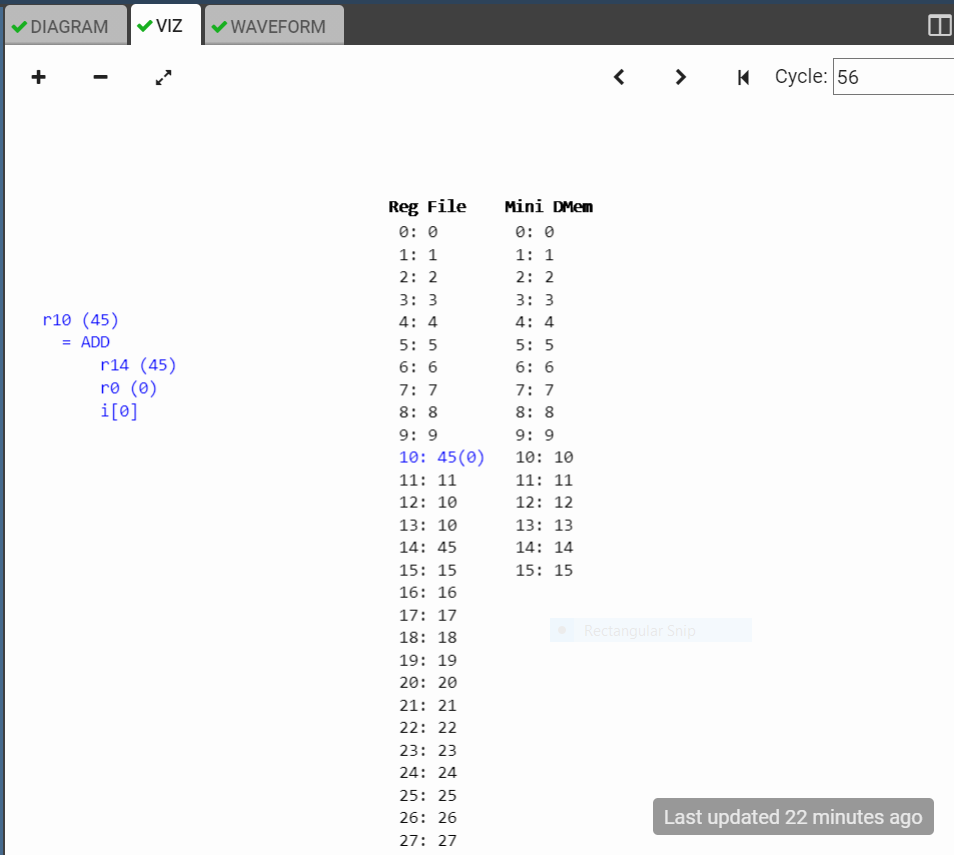 DIAGRAM VIZ WAVEFORM
Cycle: 56
Reg File Mini DMem
0: 0 0: 0
1: 1 1: 1
2: 2 2: 2
3: 3 3: 3
4: 4 4: 4
5: 5 5: 5
6: 6 6: 6
7: 7 7: 7
8: 8 8: 8
9: 9 9: 9
10: 45(0) 10: 10
11: 11 11: 11
12: 10 12: 12
13: 10 13: 13
14: 45 14: 14
15: 15 15: 15
16: 16
17: 17
18: 18
19: 19
20: 20
21: 21
22: 22
23: 23
24: 24
25: 25
26: 26
27: 27
r10 (45)
= ADD
r14 (45)
r0 (0)
i[0]
Rectangular Snip
Last updated 22 minutes ago